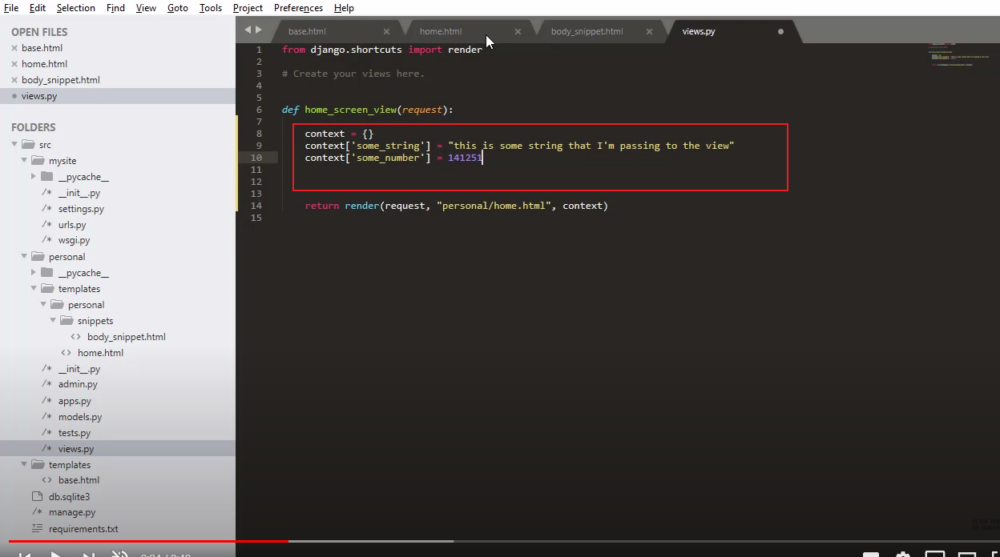 File Edit Selection Find View Goto Tools Project Preferences Help
OPEN FILES
base.html
home.html
body_snippet.html
views.py
FOLDERS
src
mysite
__pycache__
__init__.py
settings.py
urls.py
wsgi.py
personal
__pycache__
templates
personal
snippets
body_snippet.html
home.html
__init__.py
admin.py
apps.py
models.py
tests.py
views.py
templates
base.html
db.sqlite3
manage.py
requirements.txt
base.html home.html body_snippet.html views.py
1 from django.shortcuts import render
2
3 # Create your views here.
4
5
6 def home_screen_view(request):
7
8 context = {}
9 context['some_string'] = "this is some string that I'm passing to the view"
10 context['some_number'] = 141251
11
12
13
14 return render(request, "personal/home.html", context)
15